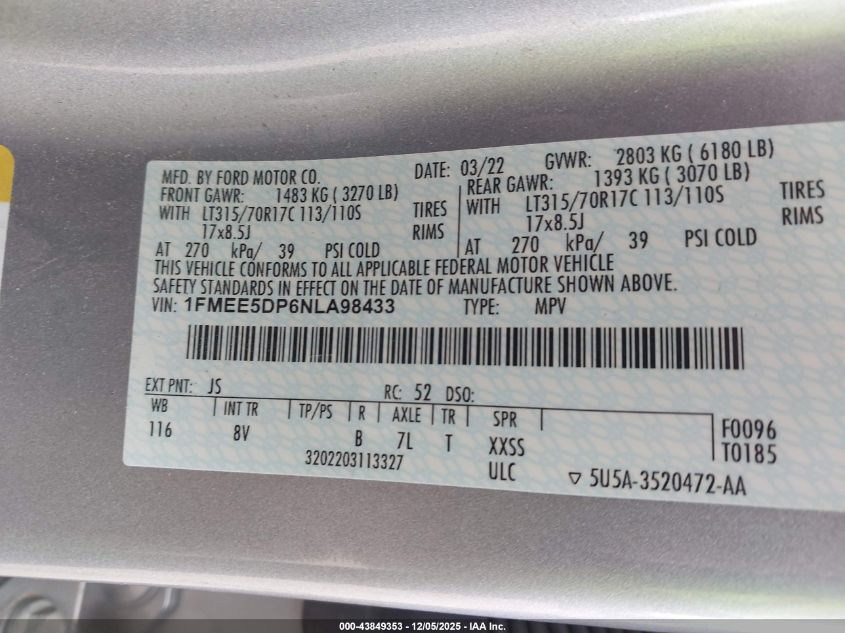 MFD. BY FORD MOTOR CO. DATE: 03/22 GVWR: 2803 KG ( 6180 LB)
FRONT GAWR: 1483 KG ( 3270 LB) REAR GAWR: 1393 KG ( 3070 LB)
WITH LT315/70R17C 113/110S TIRES WITH LT315/70R17C 113/110S TIRES
17x8.5J RIMS 17x8.5J RIMS
AT 270 kPa/ 39 PSI COLD AT 270 kPa/ 39 PSI COLD
THIS VEHICLE CONFORMS TO ALL APPLICABLE FEDERAL MOTOR VEHICLE
SAFETY STANDARDS IN EFFECT ON THE DATE OF MANUFACTURE SHOWN ABOVE.
VIN: 1FMEE5DP6NLA98433 TYPE: MPV
EXT PNT: JS RC: 52 DSO:
WB INT TR TP/PS R AXLE TR SPR
116 8V B 7L T XXSS
F0096
T0185
3202203113327 ULC
5U5A-3520472-AA
000-43849353 - 12/05/2025 - IAA Inc.